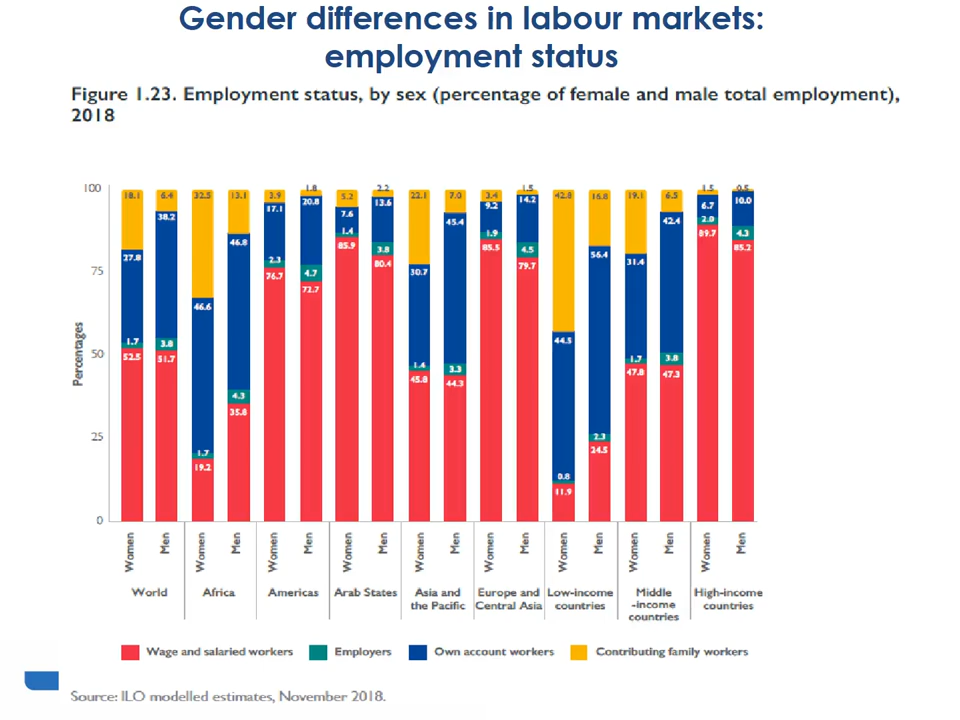 Gender differences in labour markets:
employment status
Figure 1.23. Employment status, by sex (percentage of female and male total employment),
2018
Percentages
100
75
50
25
0
18.1 6.4 32.5 13.1 3.9 1.8 5.2 2.2 22.1 7.0 3.4 1.5 42.8 16.8 19.1 6.5 1.5 0.5
27.8 38.2 46.6 46.8 17.1 20.8 7.6 13.6 30.7 45.4 9.2 14.2 44.5 56.4 31.4 42.4 6.7 10.0
1.7 3.8 1.7 4.3 2.3 4.7 1.4 3.8 1.4 3.3 1.9 4.5 0.8 2.3 1.7 3.8 2.0 4.3
52.5 51.7 19.2 35.8 76.7 72.7 85.9 80.4 45.8 44.3 85.5 79.7 11.9 24.5 47.8 47.3 89.7 85.2
Women Men Women Men Women Men Women Men Women Men Women Men Women Men Women Men Women Men
World Africa Americas Arab States Asia and Europe and Low-income Middle High-income
the Pacific Central Asia countries -income countries
countries
Wage and salaried workers Employers Own account workers Contributing family workers
Source: ILO modelled estimates, November 2018.